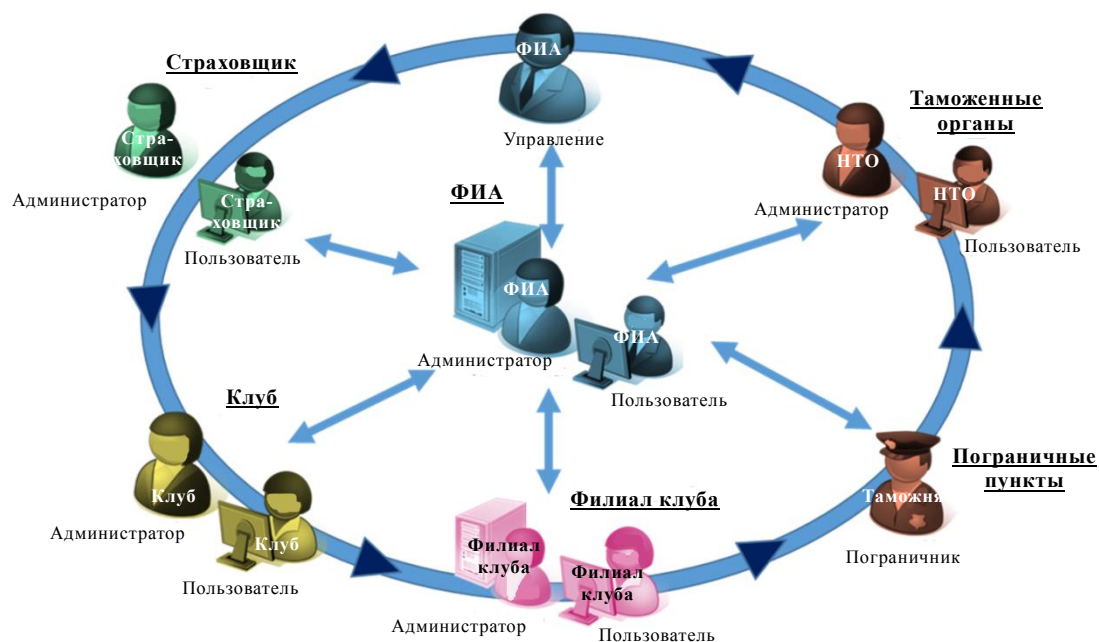 ФИА
Управление
Страховщик
Стра-
ховщик
Администратор
Стра-
ховщик
Пользователь
Таможенные
органы
НТО
Администратор
НТО
Пользователь
ФИА
ФИА
Администратор
ФИА
Пользователь
Клуб
Клуб
Администратор
Клуб
Пользователь
Филиал клуба
Филиал
клуба
Администратор
Филиал
клуба
Пользователь
Пограничные
пункты
Таможня
Пограничник